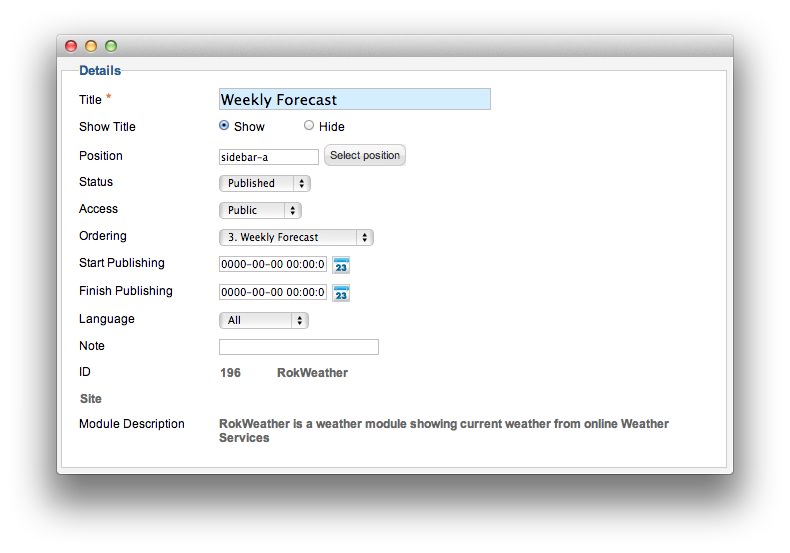 Details
Title * Weekly Forecast
Show Title Show Hide
Position sidebar-a Select position
Status Published
Access Public
Ordering 3. Weekly Forecast
Start Publishing 0000-00-00 00:00:0 23
Finish Publishing 0000-00-00 00:00:0 23
Language All
Note
ID 196 RokWeather
Site
Module Description RokWeather is a weather module showing current weather from online Weather
Services